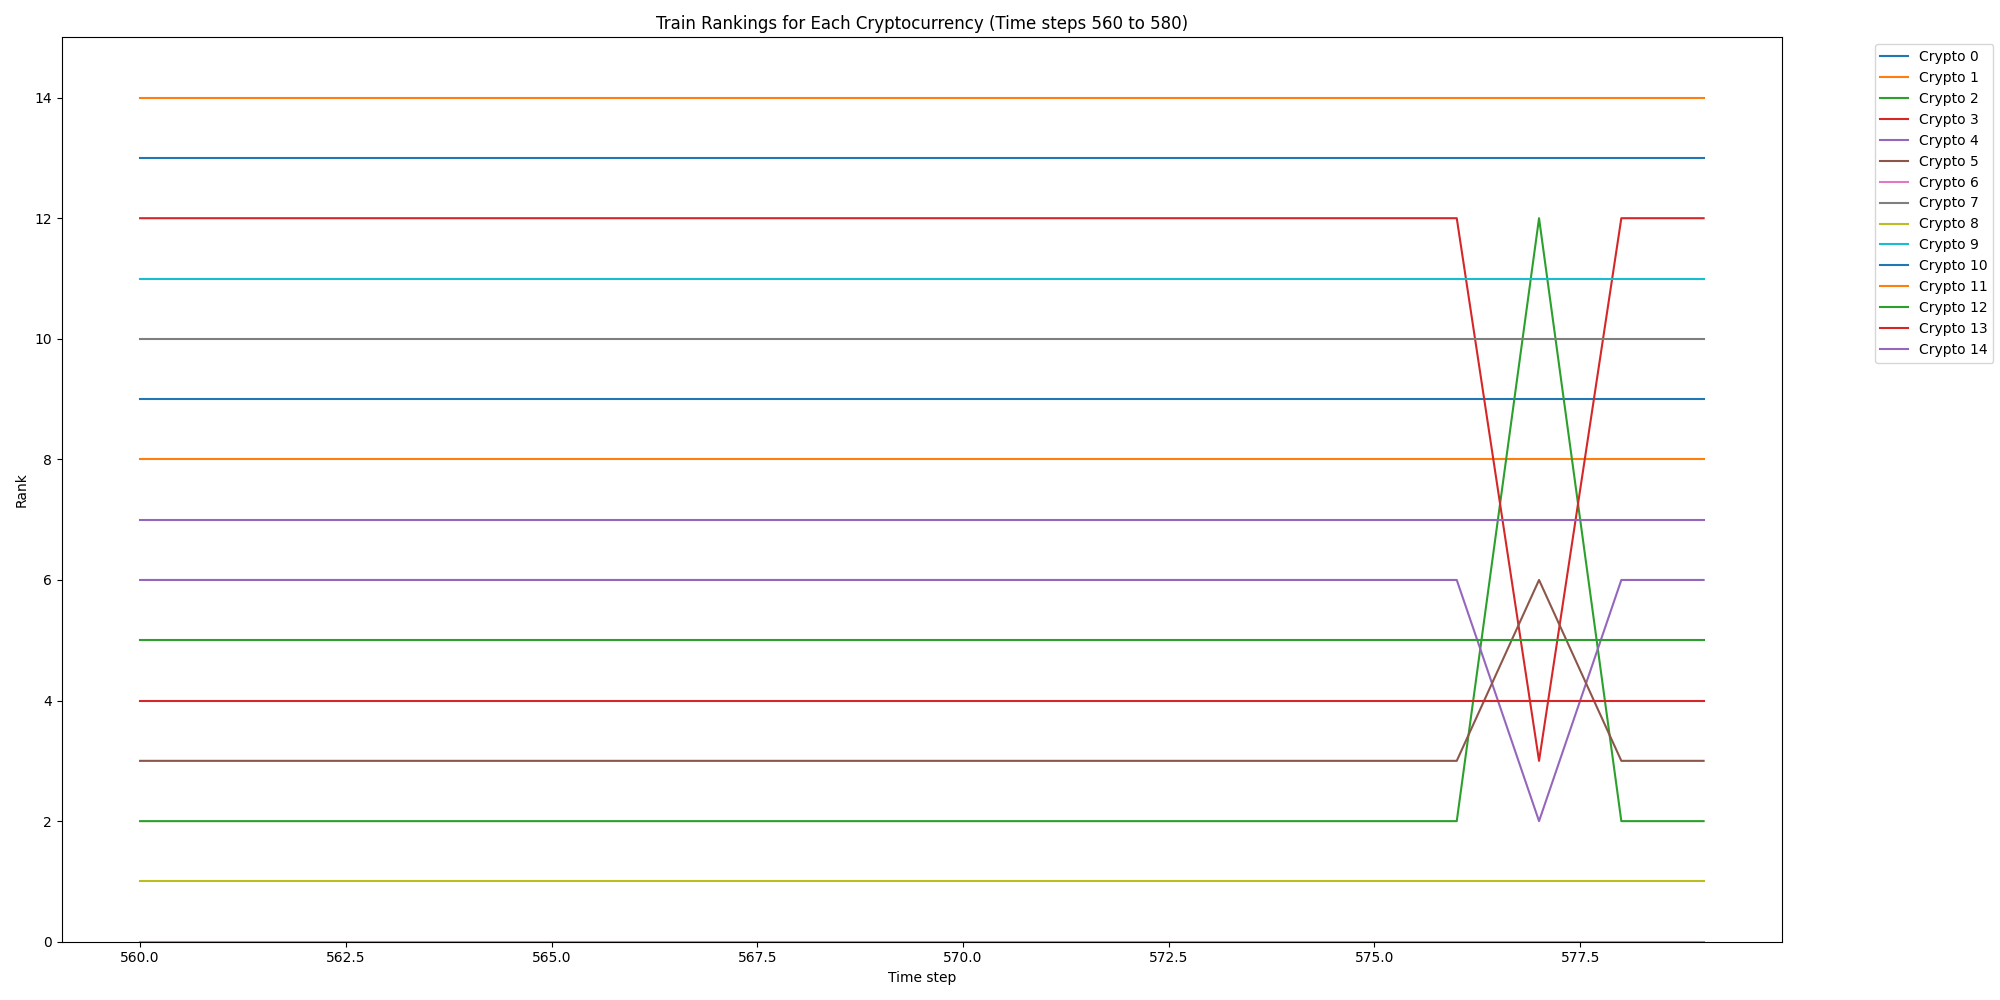 Train Rankings for Each Cryptocurrency (Time steps 560 to 580)
Rank
14
12
10
8
6
4
2
0
560.0 562.5 565.0 567.5 570.0 572.5 575.0 577.5
Time step
Crypto 0
Crypto 1
Crypto 2
Crypto 3
Crypto 4
Crypto 5
Crypto 6
Crypto 7
Crypto 8
Crypto 9
Crypto 10
Crypto 11
Crypto 12
Crypto 13
Crypto 14